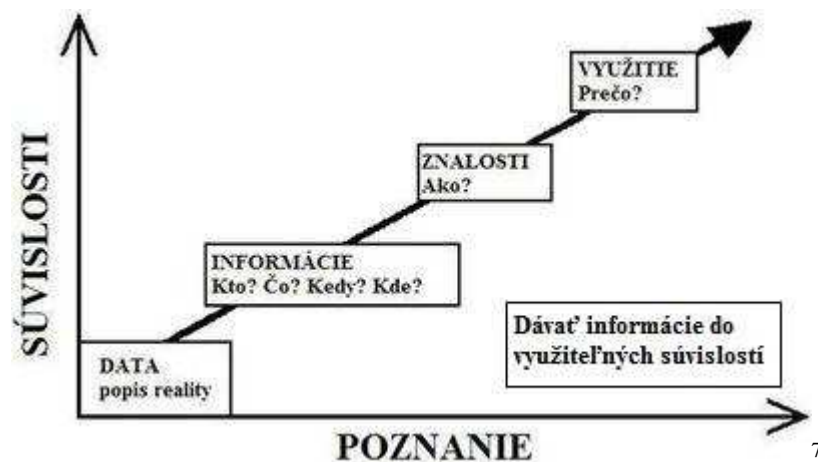 VYUŽITIE
Prečo?
ZNALOSTI
Ako?
INFORMÁCIE
Kto? Čo? Kedy? Kde?
DATA
popis reality
Dávať informácie do
využiteľných súvislostí
SÚVISLOSTI
POZNANIE
7